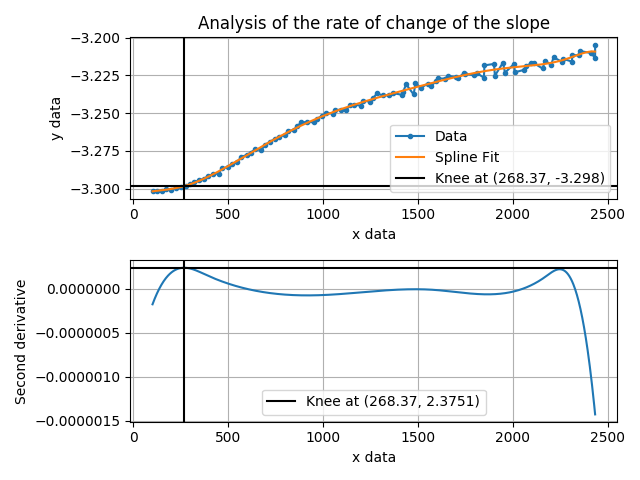 Analysis of the rate of change of the slope
−3.200
−3.225
−3.250
−3.275
−3.300
y data
Data
Spline Fit
Knee at (268.37, -3.298)
0 500 1000 1500 2000 2500
x data
0.0000000
−0.0000005
−0.0000010
−0.0000015
Second derivative
Knee at (268.37, 2.3751)
0 500 1000 1500 2000 2500
x data